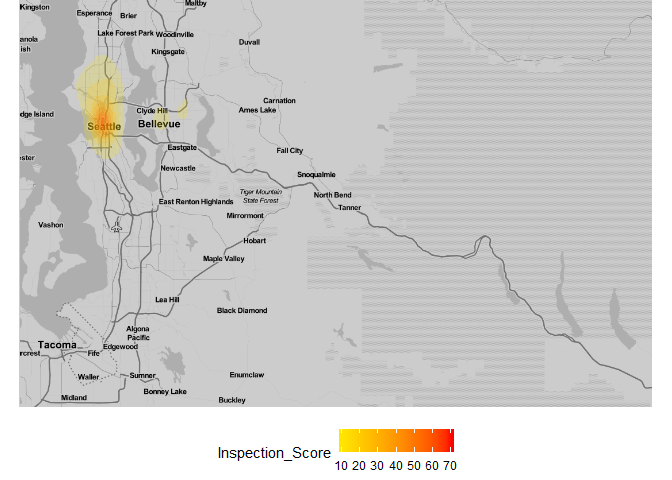 Kingston
Esperance
Brier
Maltby
Lake Forest Park
Woodinville
anola
ish
Kingsgate
Duvall
Carnation
Ames Lake
dge Island
Clyde Hill
Seattle
Bellevue
Eastgate
Fall City
ster
Newcastle
Snoqualmie
Tiger Mountain
State Forest
North Bend
East Renton Highlands
Tanner
Mirrormont
Vashon
Hobart
Maple Valley
Lea Hill
Black Diamond
Algona
Pacific
Tacoma
Edgewood
rcrest
Fife
Waller
Sumner
Enumclaw
Bonney Lake
Midland
Buckley
Inspection_Score
10 20 30 40 50 60 70